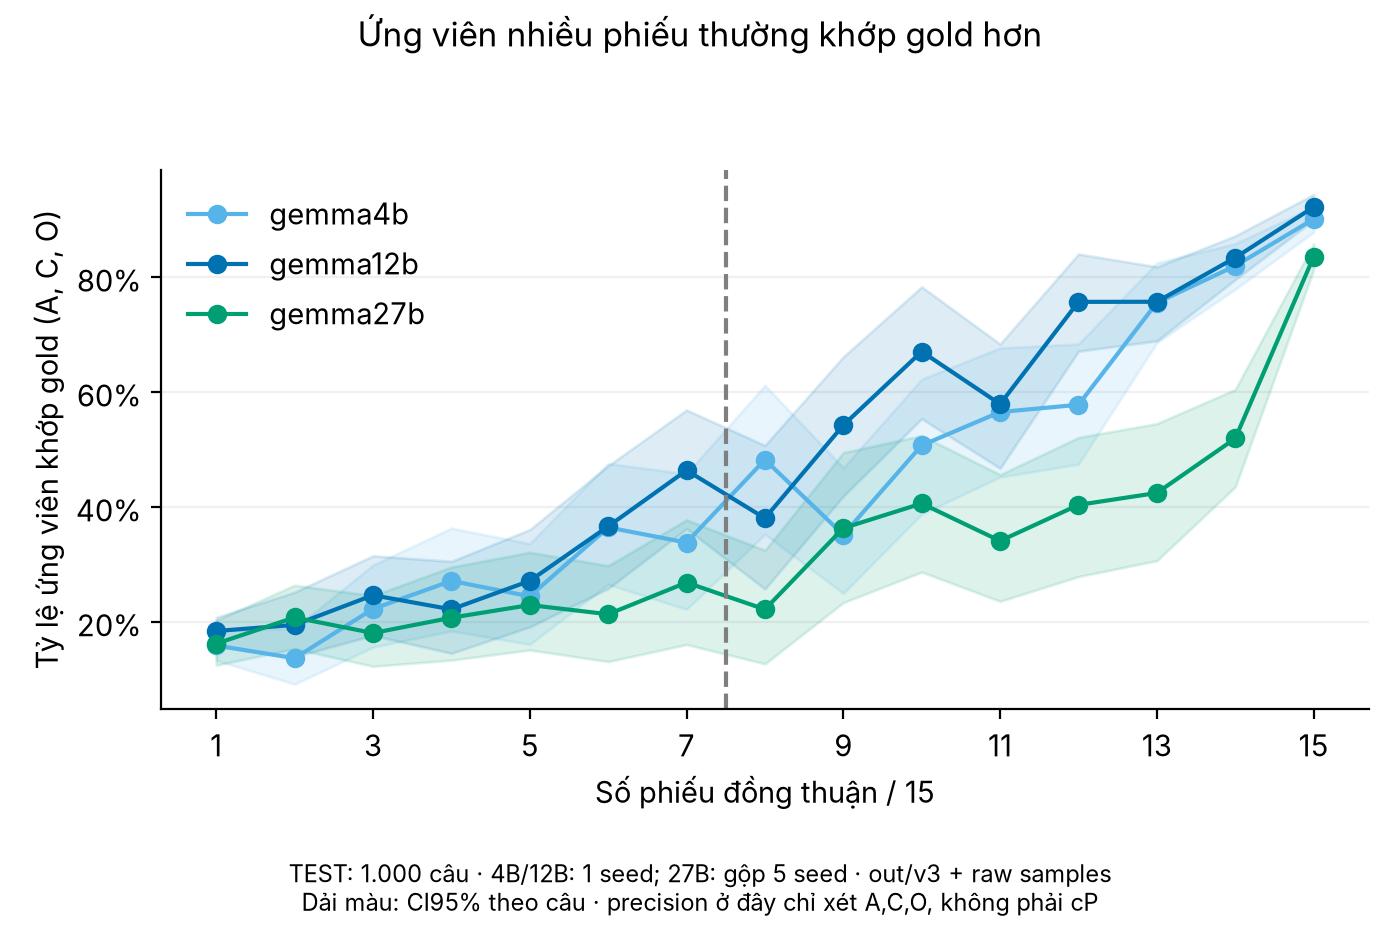 Ứng viên nhiều phiếu thường khớp gold hơn
gemma4b
gemma12b
gemma27b
Tỷ lệ ứng viên khớp gold (A, C, O)
80%
60%
40%
20%
1 3 5 7 9 11 13 15
Số phiếu đồng thuận / 15
TEST: 1.000 câu · 4B/12B: 1 seed; 27B: gộp 5 seed · out/v3 + raw samples
Dải màu: CI95% theo câu · precision ở đây chỉ xét A,C,O, không phải cP